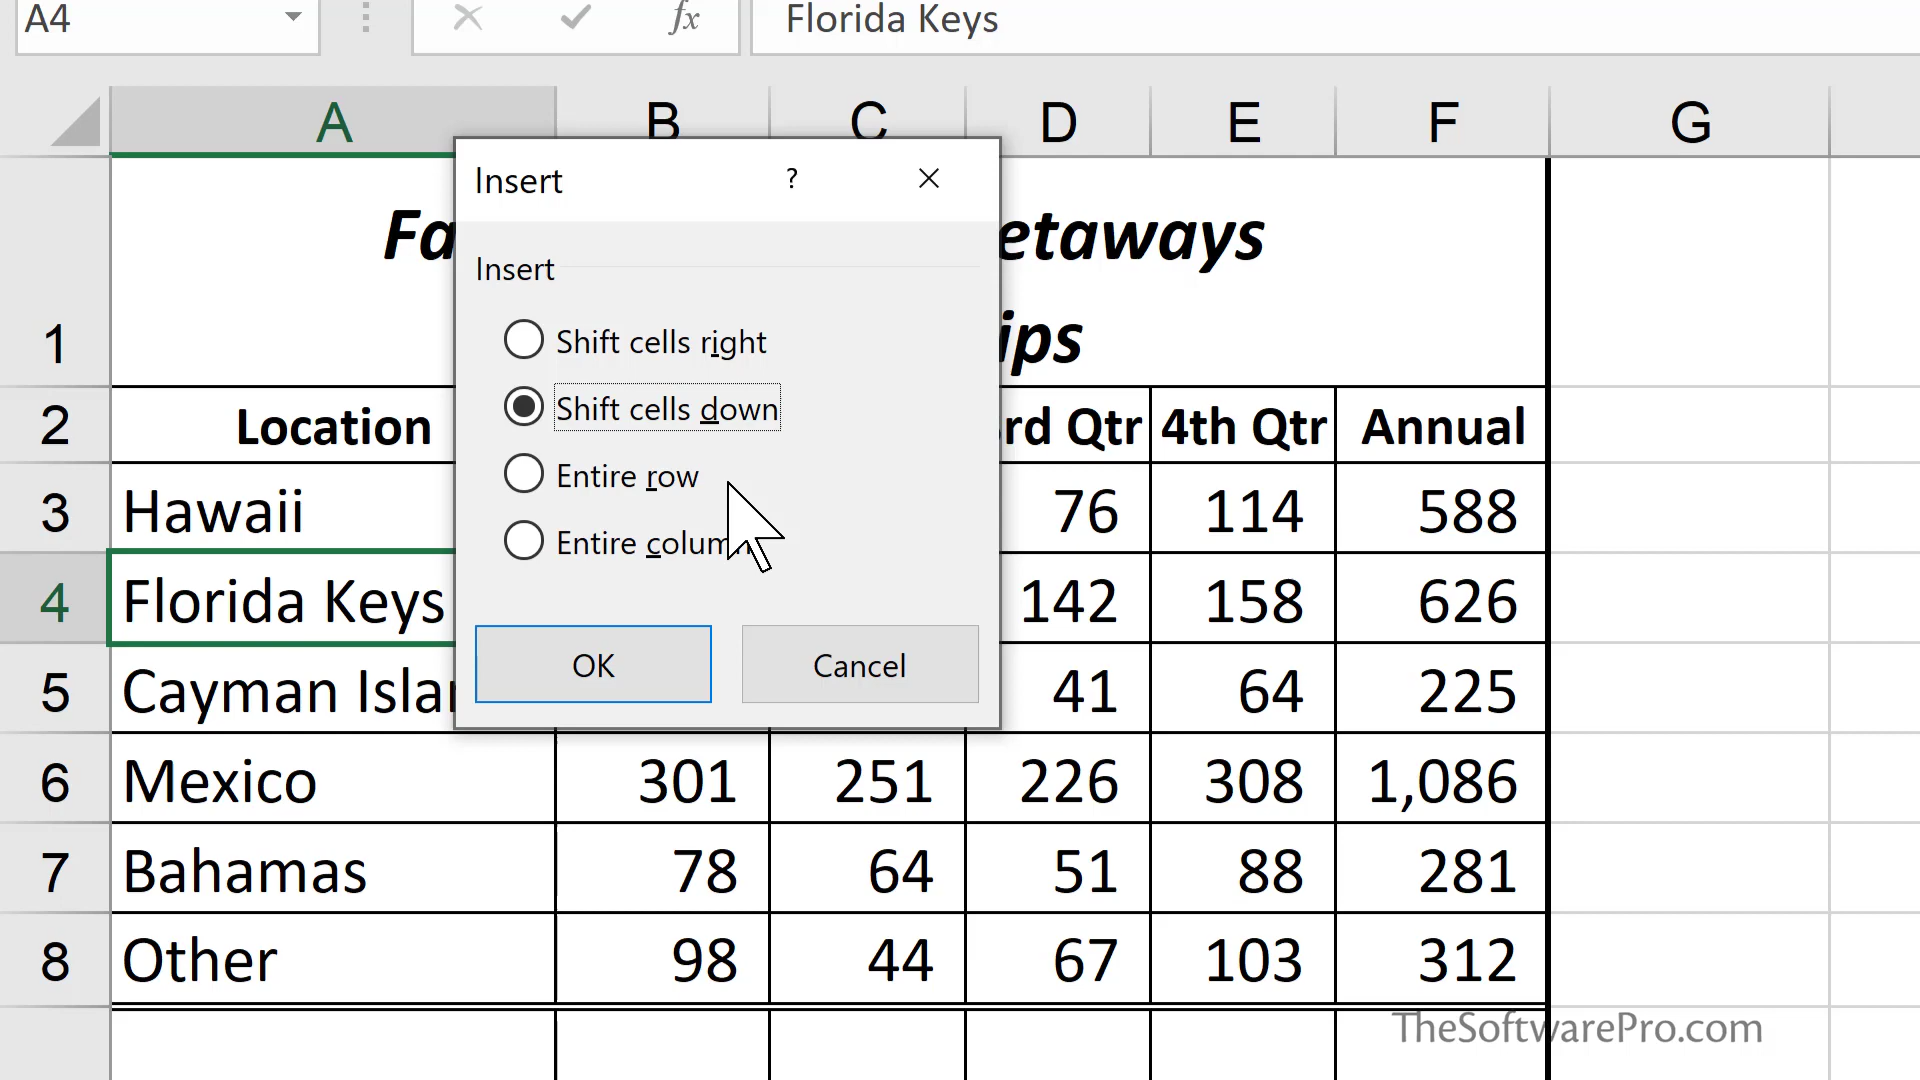 A4 fx Florida Keys
A B C D E F G
Insert ?
Fa etaways
Insert
1 Shift cells right ips
2 Location Shift cells down rd Qtr 4th Qtr Annual
Entire row
3 Hawaii 76 114 588
Entire column
4 Florida Keys 142 158 626
OK Cancel
5 Cayman Islan 41 64 225
6 Mexico 301 251 226 308 1,086
7 Bahamas 78 64 51 88 281
8 Other 98 44 67 103 312
TheSoftwarePro.com